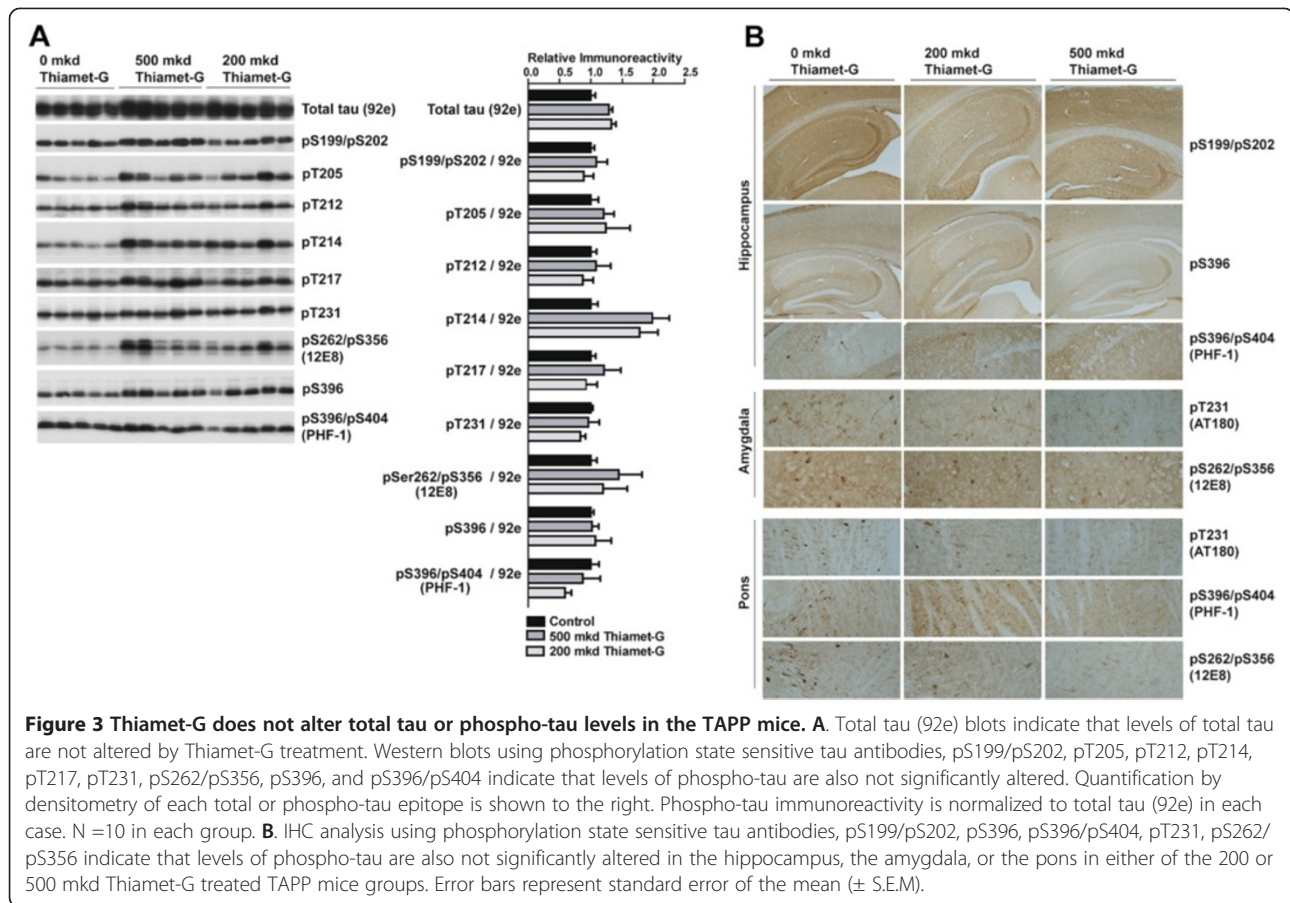 A
0 mkd
Thiamet-G
500 mkd
Thiamet-G
200 mkd
Thiamet-G
Total tau (92e)
pS199/pS202
pT205
pT212
pT214
pT217
pT231
pS262/pS356
(12E8)
pS396
pS396/pS404
(PHF-1)
Relative Immunoreactivity
0.0 0.5 1.0 1.5 2.0 2.5
Total tau (92e)
pS199/pS202 / 92e
pT205 / 92e
pT212 / 92e
pT214 / 92e
pT217 / 92e
pT231 / 92e
pSer262/pS356 / 92e
(12E8)
pS396 / 92e
pS396/pS404 / 92e
(PHF-1)
Control
500 mkd Thiamet-G
200 mkd Thiamet-G
B
0 mkd
Thiamet-G
200 mkd
Thiamet-G
500 mkd
Thiamet-G
Hippocampus
pS199/pS202
pS396
pS396/pS404
(PHF-1)
Amygdala
pT231
(AT180)
pS262/pS356
(12E8)
Pons
pT231
(AT180)
pS396/pS404
(PHF-1)
pS262/pS356
(12E8)
Figure 3 Thiamet-G does not alter total tau or phospho-tau levels in the TAPP mice. A. Total tau (92e) blots indicate that levels of total tau
are not altered by Thiamet-G treatment. Western blots using phosphorylation state sensitive tau antibodies, pS199/pS202, pT205, pT212, pT214,
pT217, pT231, pS262/pS356, pS396, and pS396/pS404 indicate that levels of phospho-tau are also not significantly altered. Quantification by
densitometry of each total or phospho-tau epitope is shown to the right. Phospho-tau immunoreactivity is normalized to total tau (92e) in each
case. N =10 in each group. B. IHC analysis using phosphorylation state sensitive tau antibodies, pS199/pS202, pS396, pS396/pS404, pT231, pS262/
pS356 indicate that levels of phospho-tau are also not significantly altered in the hippocampus, the amygdala, or the pons in either of the 200 or
500 mkd Thiamet-G treated TAPP mice groups. Error bars represent standard error of the mean (± S.E.M).